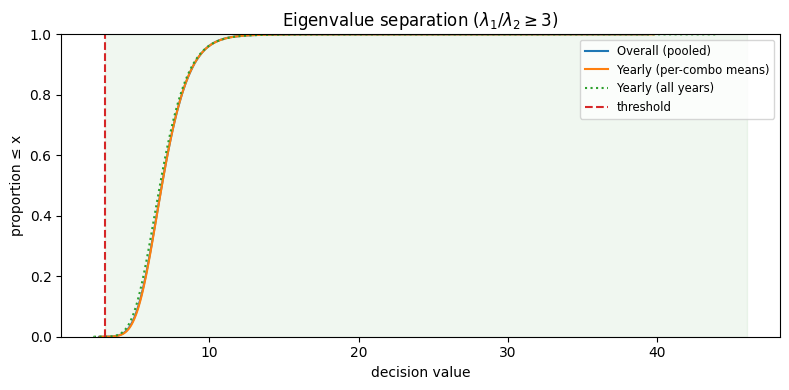 Eigenvalue separation (λ₁/λ₂ ≥ 3)
proportion ≤ x
1.0
0.8
0.6
0.4
0.2
0.0
Overall (pooled)
Yearly (per-combo means)
Yearly (all years)
threshold
10
20
30
40
decision value